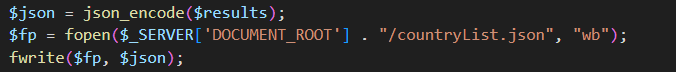 $json = json_encode($results);
$fp = fopen($_SERVER['DOCUMENT_ROOT'] . "/countryList.json", "wb");
fwrite($fp, $json);